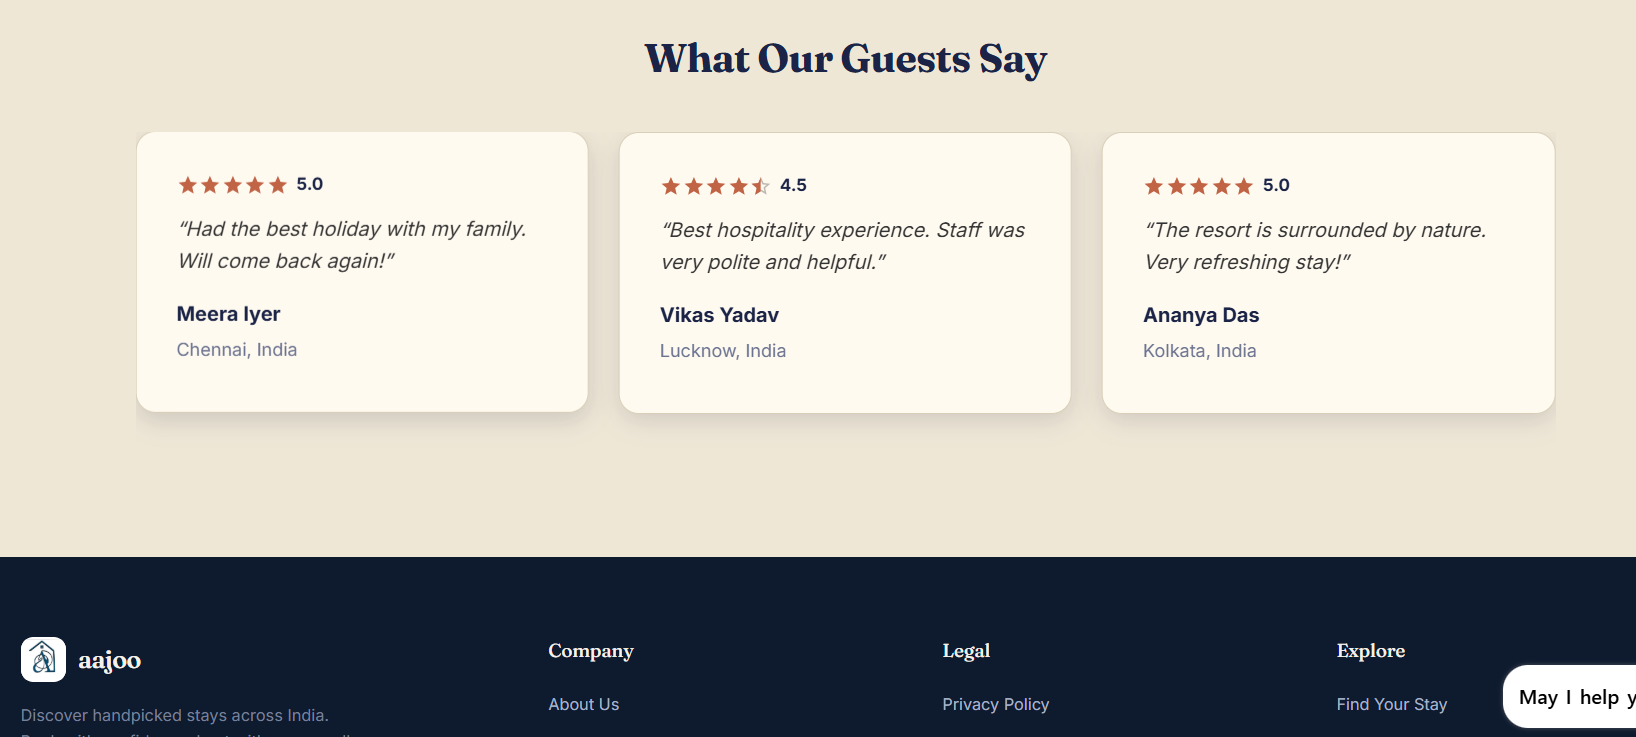 What Our Guests Say
5.0
“Had the best holiday with my family.
Will come back again!”
Meera Iyer
Chennai, India
4.5
“Best hospitality experience. Staff was
very polite and helpful.”
Vikas Yadav
Lucknow, India
5.0
“The resort is surrounded by nature.
Very refreshing stay!”
Ananya Das
Kolkata, India
aajoo
Discover handpicked stays across India.
Company
About Us
Legal
Privacy Policy
Explore
Find Your Stay
May I help